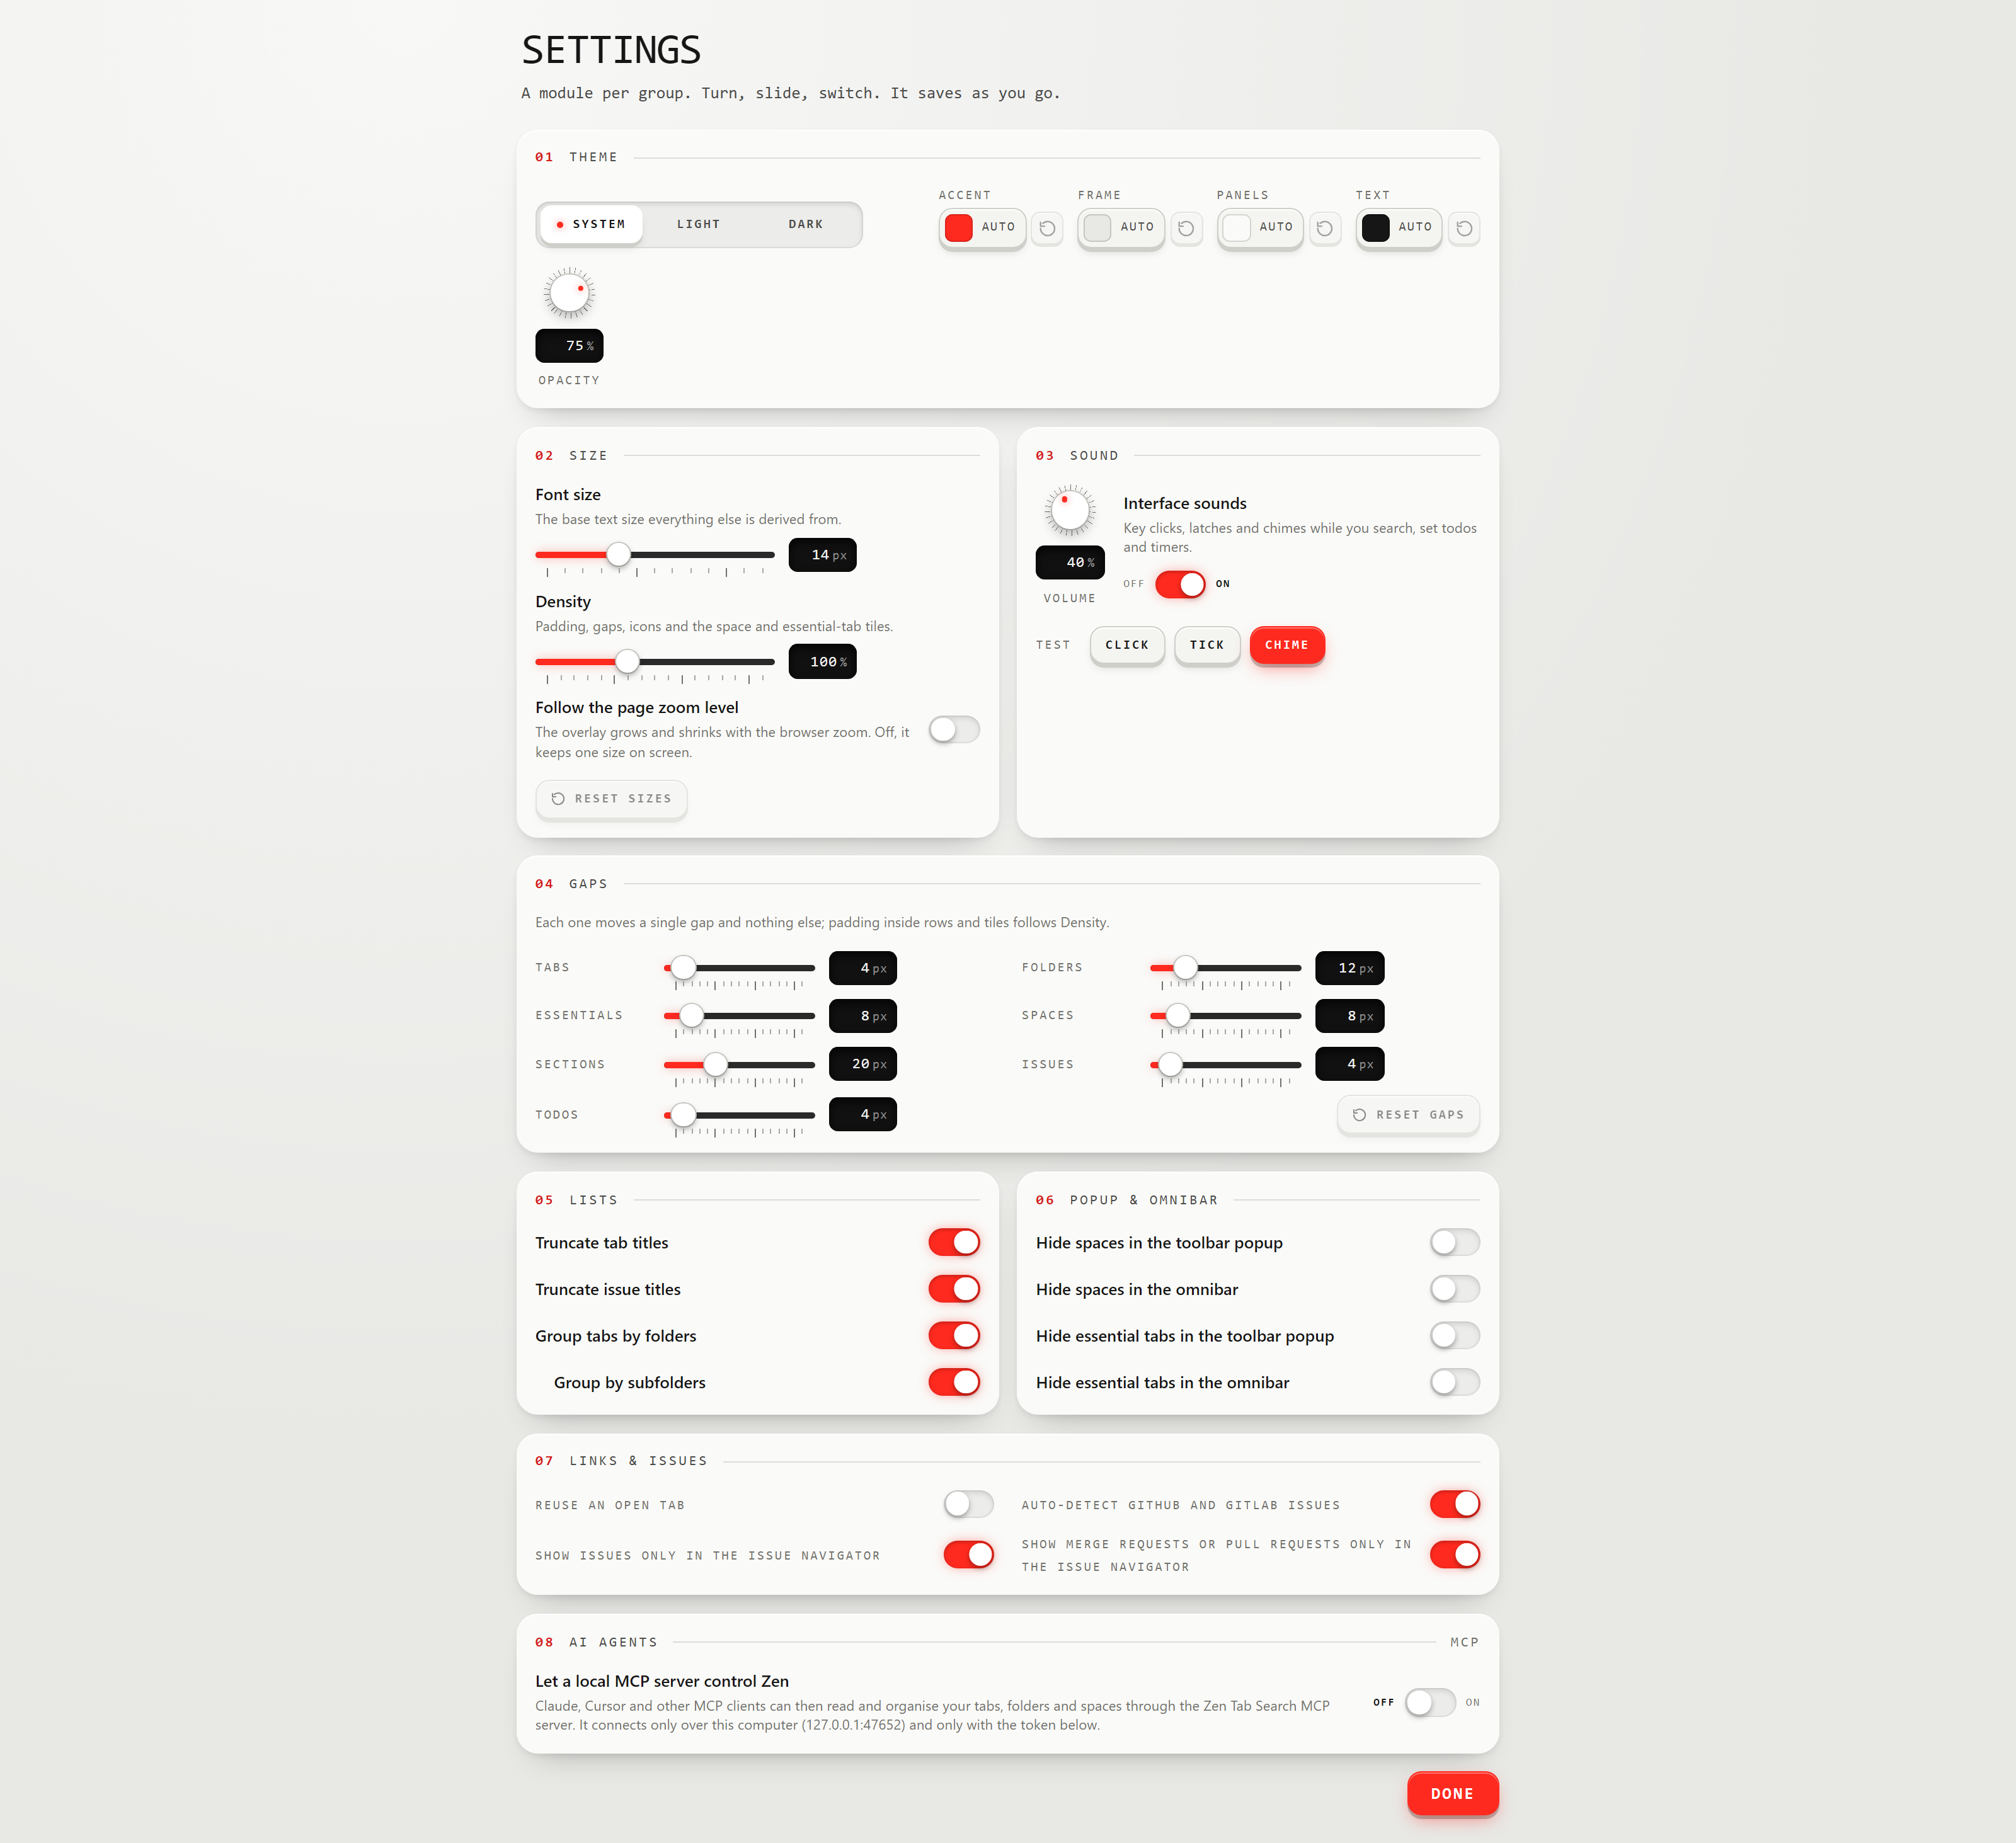 SETTINGS
A module per group. Turn, slide, switch. It saves as you go.
01 THEME
SYSTEM LIGHT DARK
ACCENT FRAME PANELS TEXT
AUTO AUTO AUTO AUTO
75 %
OPACITY
02 SIZE
Font size
The base text size everything else is derived from.
14 px
Density
Padding, gaps, icons and the space and essential-tab tiles.
100 %
Follow the page zoom level
The overlay grows and shrinks with the browser zoom. Off, it
keeps one size on screen.
RESET SIZES
03 SOUND
40 %
VOLUME
Interface sounds
Key clicks, latches and chimes while you search, set todos
and timers.
OFF ON
TEST CLICK TICK CHIME
04 GAPS
Each one moves a single gap and nothing else; padding inside rows and tiles follows Density.
TABS 4 px
FOLDERS 12 px
ESSENTIALS 8 px
SPACES 8 px
SECTIONS 20 px
ISSUES 4 px
TODOS 4 px
RESET GAPS
05 LISTS
Truncate tab titles
Truncate issue titles
Group tabs by folders
Group by subfolders
06 POPUP & OMNIBAR
Hide spaces in the toolbar popup
Hide spaces in the omnibar
Hide essential tabs in the toolbar popup
Hide essential tabs in the omnibar
07 LINKS & ISSUES
REUSE AN OPEN TAB
AUTO-DETECT GITHUB AND GITLAB ISSUES
SHOW ISSUES ONLY IN THE ISSUE NAVIGATOR
SHOW MERGE REQUESTS OR PULL REQUESTS ONLY IN
THE ISSUE NAVIGATOR
08 AI AGENTS MCP
Let a local MCP server control Zen
Claude, Cursor and other MCP clients can then read and organise your tabs, folders and spaces through the Zen Tab Search MCP
server. It connects only over this computer (127.0.0.1:47652) and only with the token below.
OFF ON
DONE